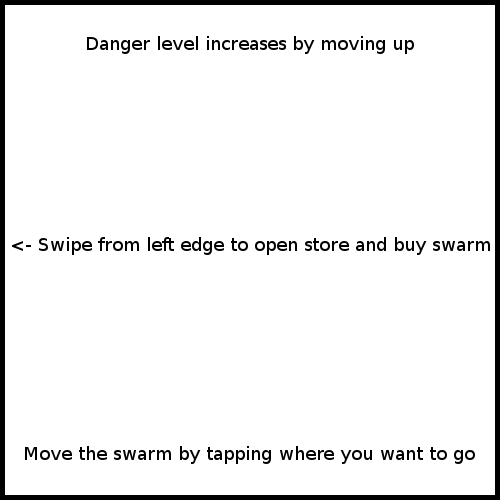 Danger level increases by moving up
<- Swipe from left edge to open store and buy swarm
Move the swarm by tapping where you want to go